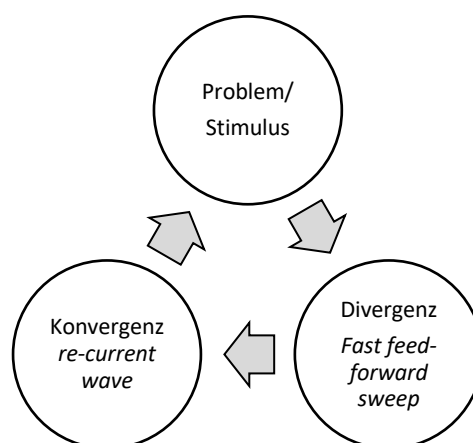 Problem/
Stimulus
Konvergenz
re-current
wave
Divergenz
Fast feed-
forward
sweep